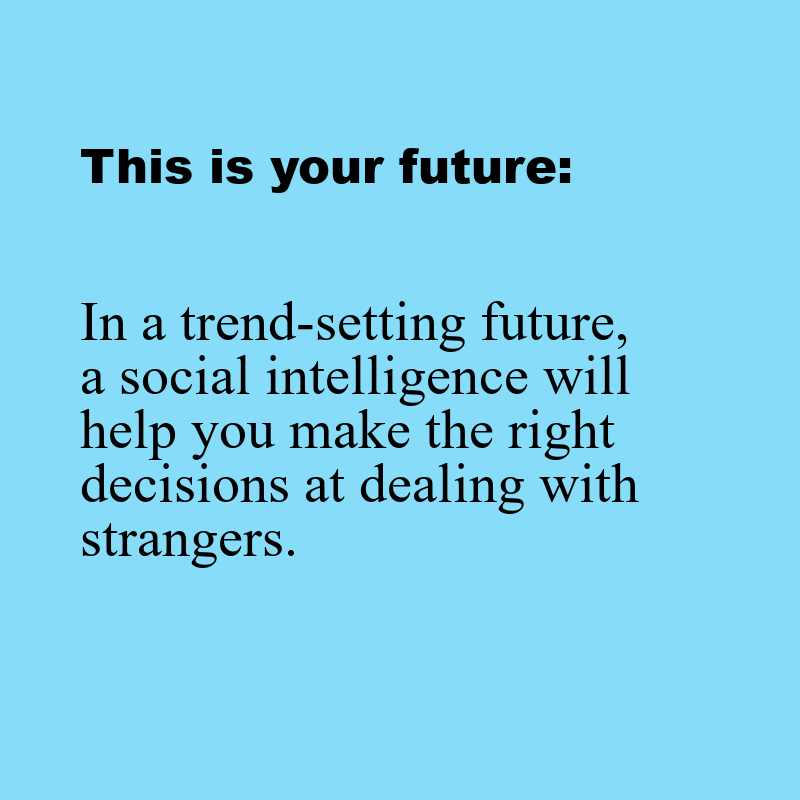 This is your future:
In a trend-setting future,
a social intelligence will
help you make the right
decisions at dealing with
strangers.